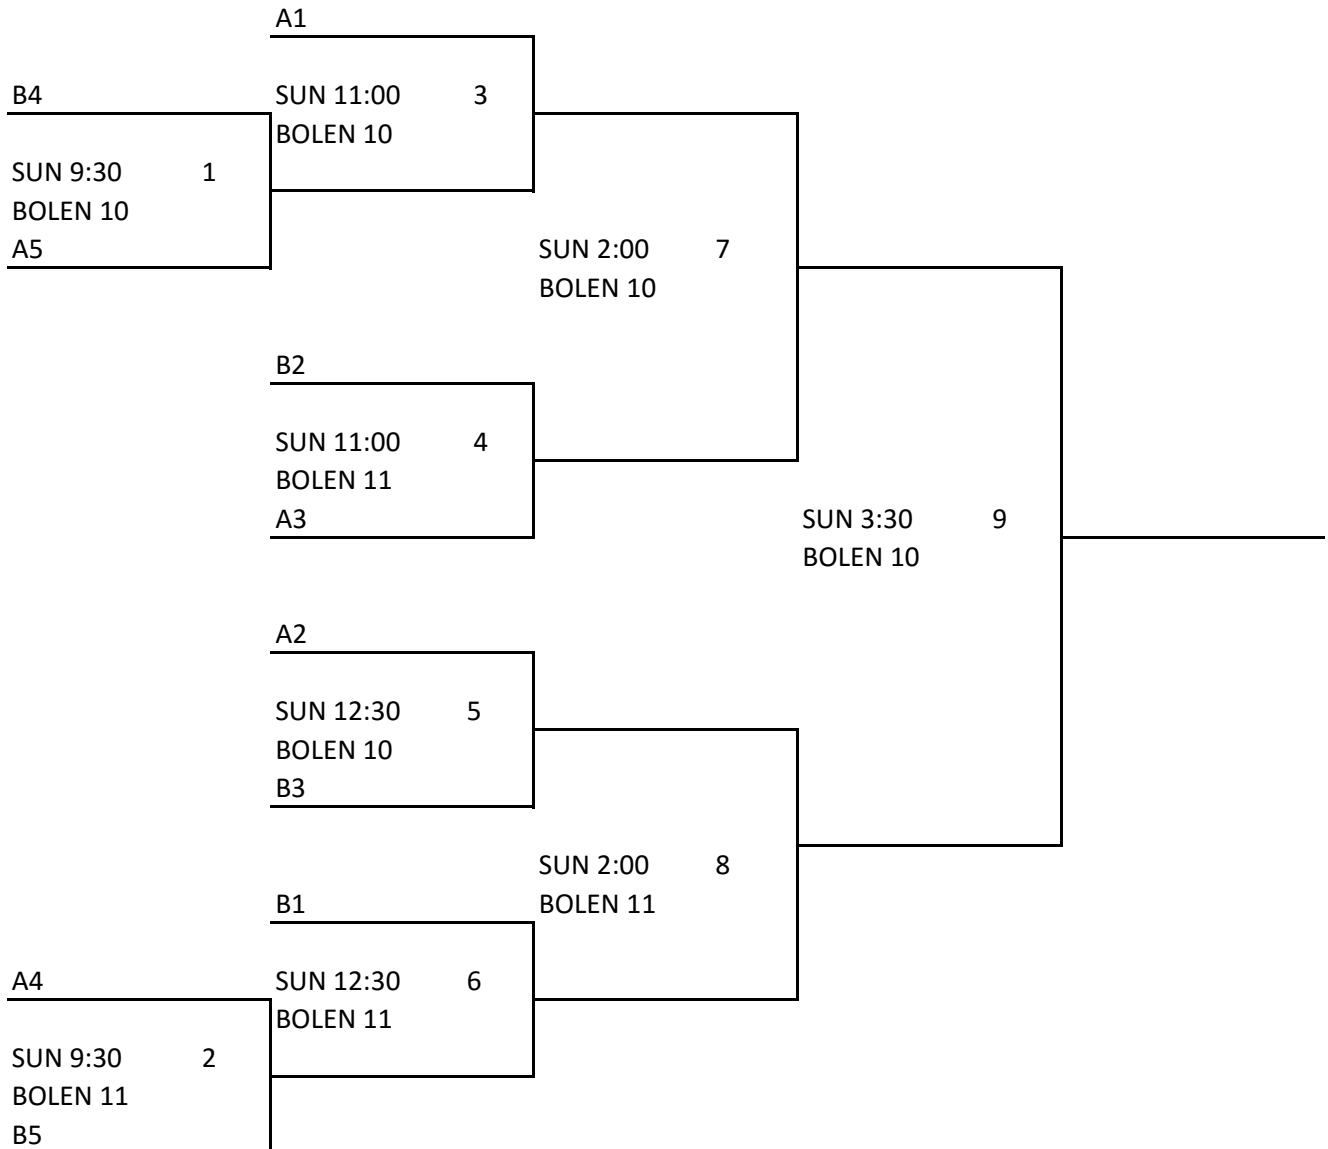 A1
B4
SUN 11:00 3
BOLEN 10
SUN 9:30 1
BOLEN 10
A5
SUN 2:00 7
BOLEN 10
B2
SUN 11:00 4
BOLEN 11
A3
SUN 3:30 9
BOLEN 10
A2
SUN 12:30 5
BOLEN 10
B3
SUN 2:00 8
BOLEN 11
B1
A4
SUN 12:30 6
BOLEN 11
SUN 9:30 2
BOLEN 11
B5